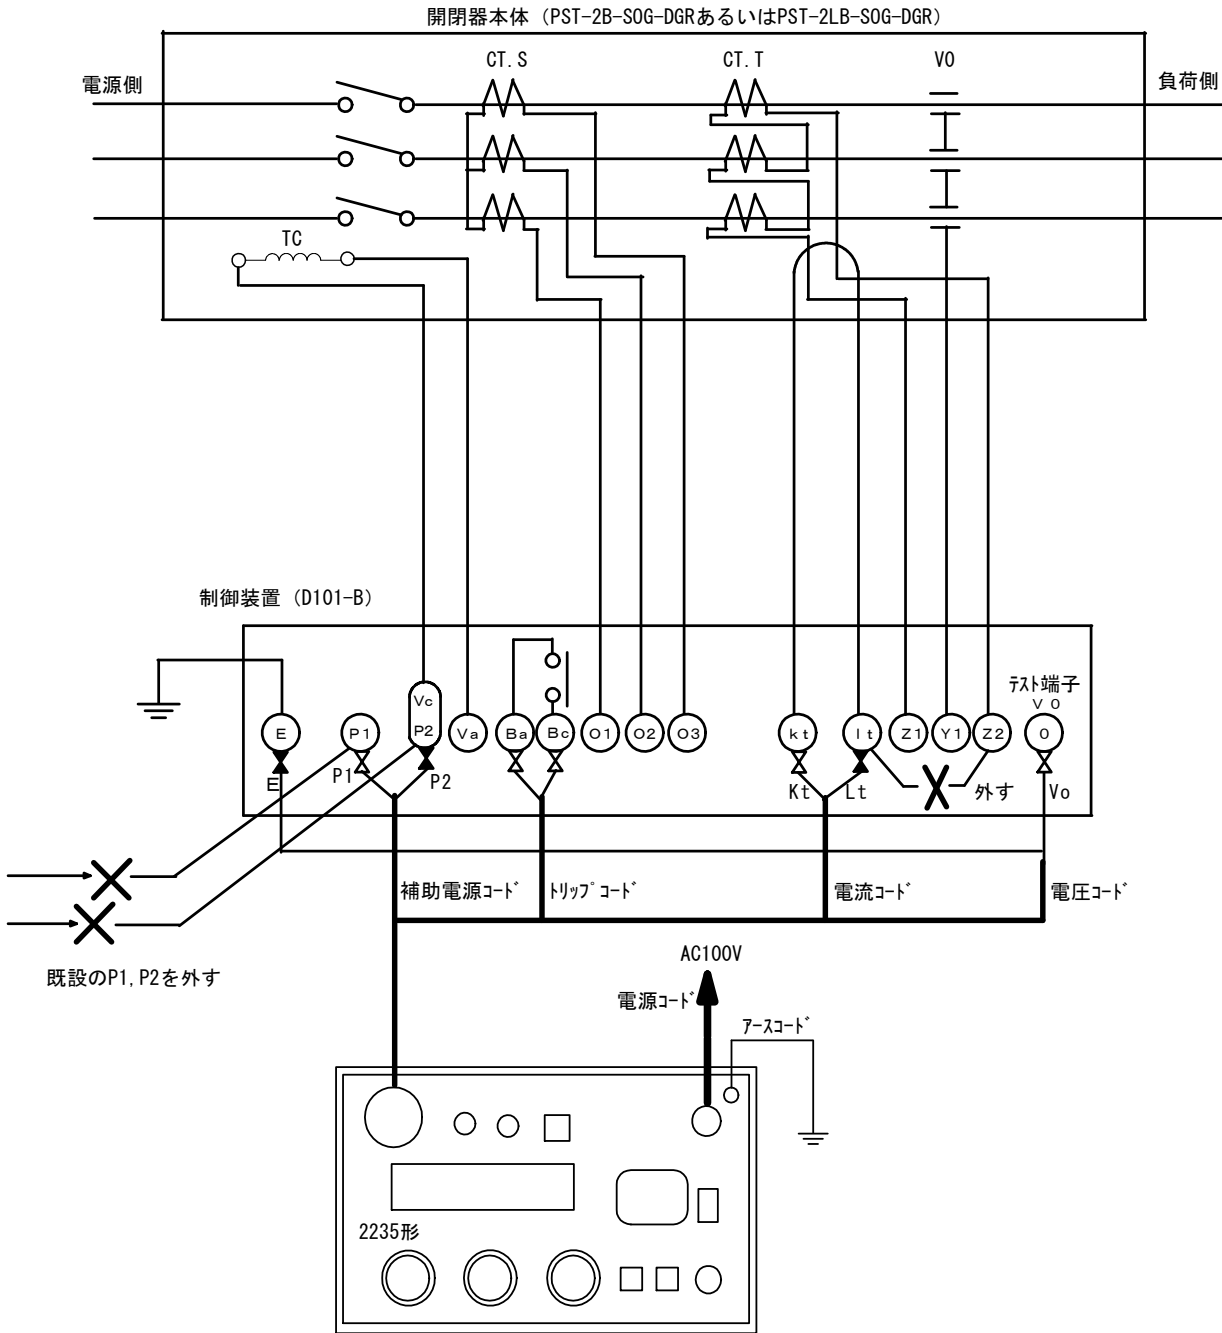 開閉器本体（PST-2B-SOG-DGRあるいはPST-2LB-SOG-DGR）
CT.S
CT.T
V0
電源側
負荷側
TC
制御装置（D101-B）
ﾃｽﾄ端子
V 0
Vc
E
P1
P2
Va
Ba
Bc
O1
O2
O3
kt
lt
Z1
Y1
Z2
0
E
P1
P2
Kt
Lt
外す
Vo
補助電源ｺｰﾄﾞ
ﾄﾘｯﾌﾟｺｰﾄﾞ
電流ｺｰﾄﾞ
電圧ｺｰﾄﾞ
既設のP1,P2を外す
AC100V
電源ｺｰﾄﾞ
ｱｰｽｺｰﾄﾞ
2235形